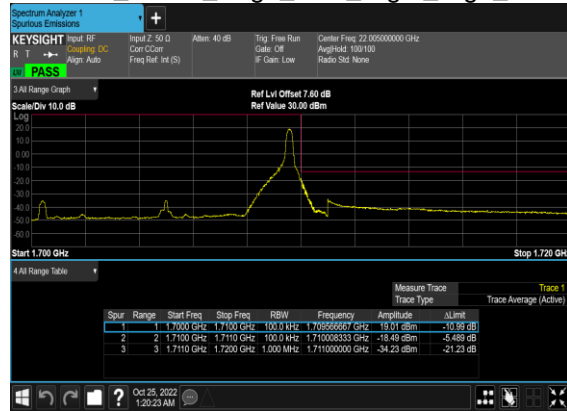 Spectrum Analyzer 1
Spurious Emissions
KEYSIGHT Input: RF Input Z: 50 Ω Atten: 40 dB Trig: Free Run Center Freq: 22.005000000 GHz
R T Coupling: DC Corr CCorr Gate: Off Avg|Hold: 100/100
Align: Auto Freq Ref: Int (S) IF Gain: Low Radio Std: None
PASS
3 All Range Graph
Ref Lvl Offset 7.60 dB
Scale/Div 10.0 dB Ref Value 30.00 dBm
Log
20.0
10.0
0.00
-10.0
-20.0
-30.0
-40.0
-50.0
-60.0
Start 1.700 GHz Stop 1.720 GH
4 All Range Table
Measure Trace Trace 1
Trace Type Trace Average (Active)
Spur Range Start Freq Stop Freq RBW Frequency Amplitude ΔLimit
1 1 1.7000 GHz 1.7100 GHz 100.0 kHz 1.709566667 GHz 19.01 dBm -10.99 dB
2 2 1.7100 GHz 1.7110 GHz 100.0 kHz 1.710008333 GHz -18.49 dBm -5.489 dB
3 3 1.7110 GHz 1.7200 GHz 1.000 MHz 1.711000000 GHz -34.23 dBm -21.23 dB
? Oct 25, 2022
1:20:23 AM